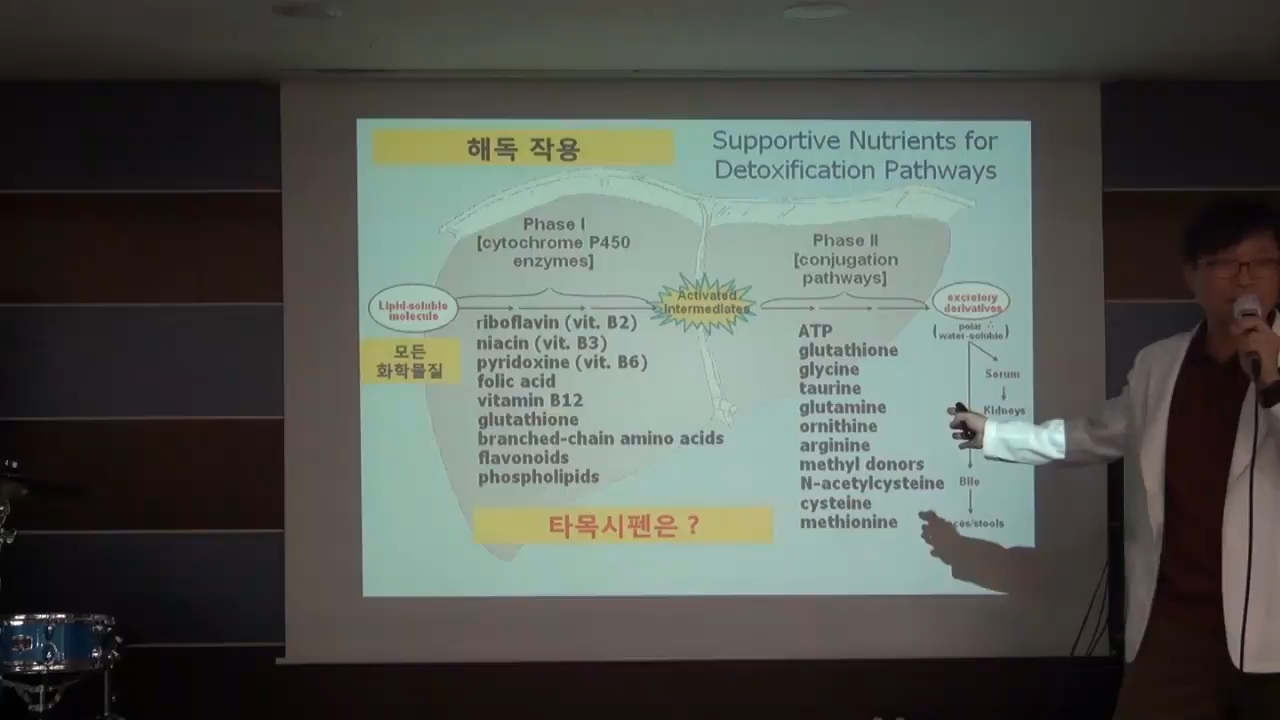 해독 작용
Supportive Nutrients for
Detoxification Pathways
Phase I
[cytochrome P450
enzymes]
Phase II
[conjugation
pathways]
Lipid-soluble
molecule
Activated
Intermediates
excretory
derivatives
polar
water-soluble)
모든
화학물질
riboflavin (vit. B2)
niacin (vit. B3)
pyridoxine (vit. B6)
folic acid
vitamin B12
glutathione
branched-chain amino acids
flavonoids
phospholipids
ATP
glutathione
glycine
taurine
glutamine
ornithine
arginine
methyl donors
N-acetylcysteine
cysteine
methionine
Serum
Kidneys
Bile
/stools
타목시펜은 ?